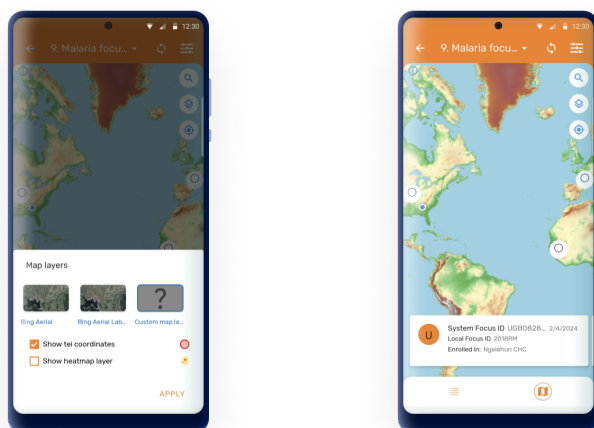 12:30
9. Malaria focu...
Map layers
?
Bing Aerial
Bing Aerial Lab...
Custom map la...
Show tei coordinates
Show heatmap layer
APPLY
12:30
9. Malaria focu...
U
System Focus ID UGB0828... 2/4/2024
Local Focus ID 2018RM
Enrolled in: Ngelehun CHC